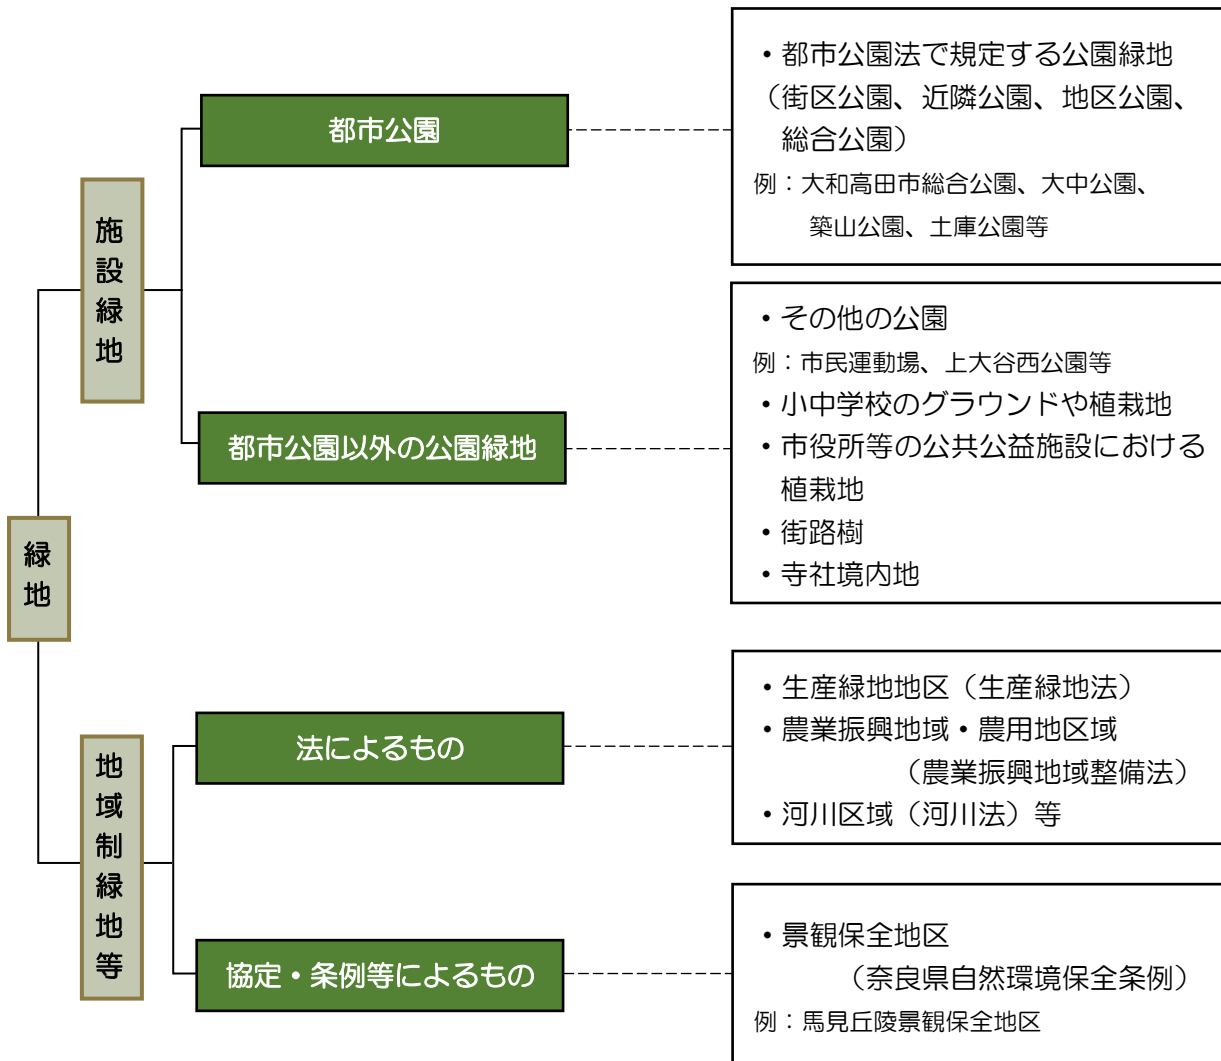 緑地
施設緑地
都市公園
・都市公園法で規定する公園緑地
（街区公園、近隣公園、地区公園、
総合公園）
例：大和高田市総合公園、大中公園、
築山公園、土庫公園等
都市公園以外の公園緑地
・その他の公園
例：市民運動場、上大谷西公園等
・小中学校のグラウンドや植栽地
・市役所等の公共公益施設における
植栽地
・街路樹
・寺社境内地
地域制緑地等
法によるもの
・生産緑地地区（生産緑地法）
・農業振興地域・農用地区域
（農業振興地域整備法）
・河川区域（河川法）等
協定・条例等によるもの
・景観保全地区
（奈良県自然環境保全条例）
例：馬見丘陵景観保全地区